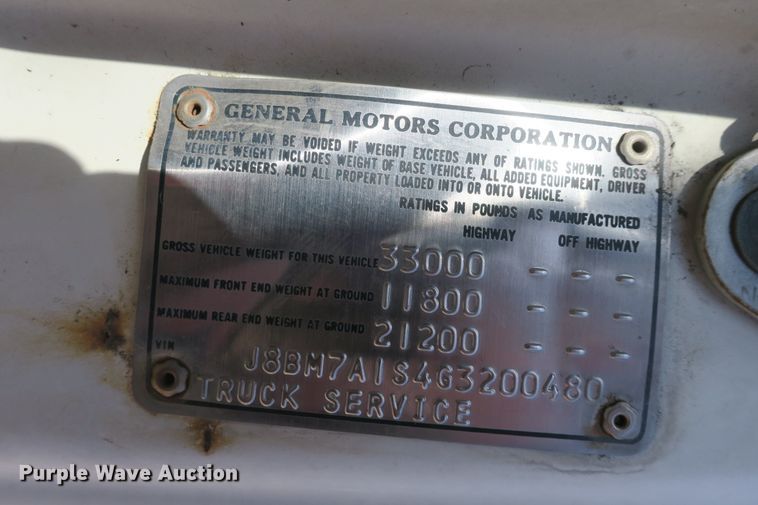 GENERAL MOTORS CORPORATION
WARRANTY MAY BE VOIDED IF WEIGHT EXCEEDS ANY OF RATINGS SHOWN. GROSS
VEHICLE WEIGHT INCLUDES WEIGHT OF BASE VEHICLE, ALL ADDED EQUIPMENT, DRIVER
AND PASSENGERS, AND ALL PROPERTY LOADED INTO OR ONTO VEHICLE.
RATINGS IN POUNDS AS MANUFACTURED
HIGHWAY OFF HIGHWAY
GROSS VEHICLE WEIGHT FOR THIS VEHICLE 33000 - - -
MAXIMUM FRONT END WEIGHT AT GROUND 11800 - - -
MAXIMUM REAR END WEIGHT AT GROUND 21200 - - -
VIN J8BM7A1S4G3200480
TRUCK SERVICE
N
Purple Wave Auction